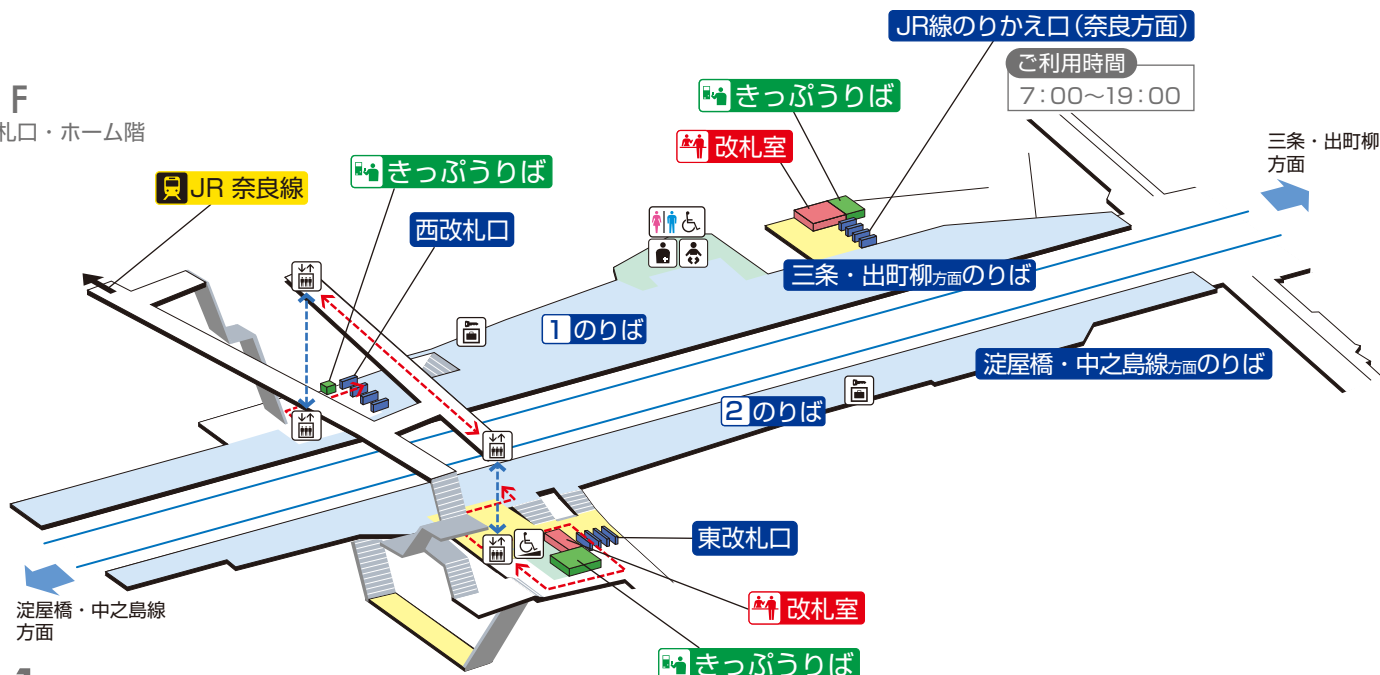 JR線のりかえ口(奈良方面)
ご利用時間
7:00～19:00
F
札口・ホーム階
きっぷうりば
改札室
三条・出町柳
方面
きっぷうりば
JR 奈良線
西改札口
三条・出町柳方面のりば
1 のりば
淀屋橋・中之島線方面のりば
2 のりば
東改札口
淀屋橋・中之島線
方面
改札室
きっぷうりば